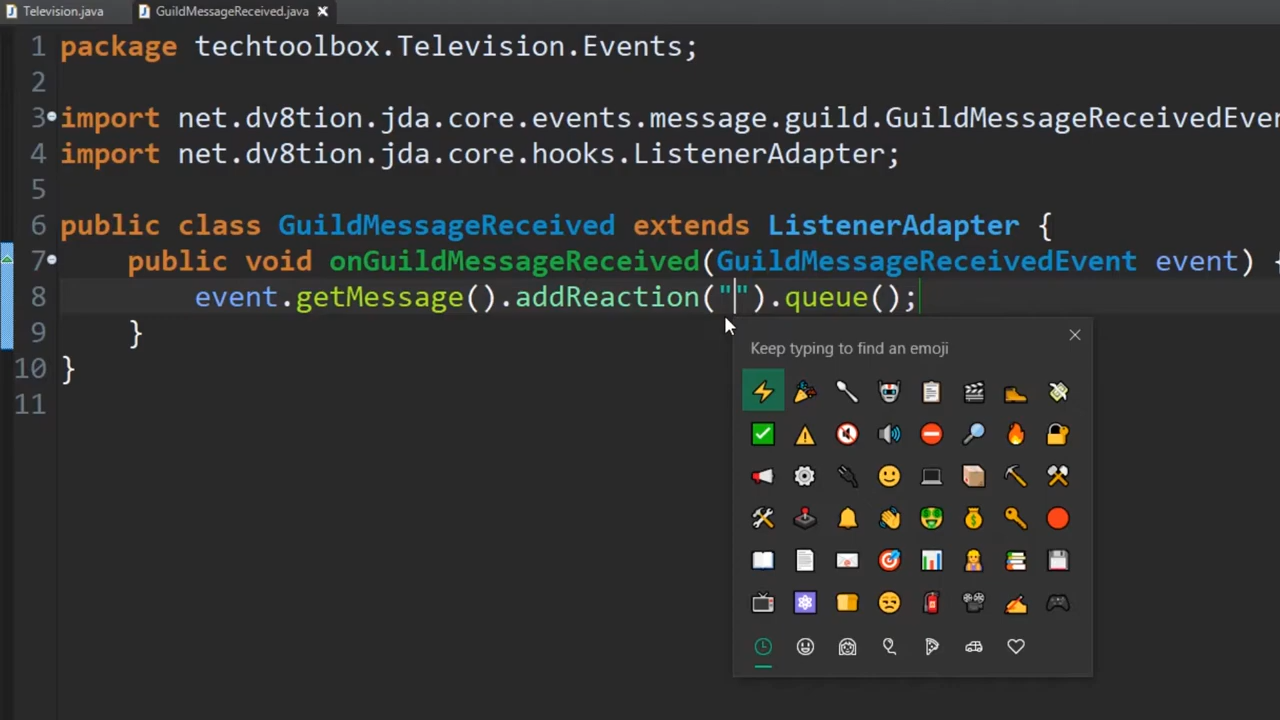 Television.java
GuildMessageReceived.java
1 package techtoolbox.Television.Events;
2
3 import net.dv8tion.jda.core.events.message.guild.GuildMessageReceivedEven
4 import net.dv8tion.jda.core.hooks.ListenerAdapter;
5
6 public class GuildMessageReceived extends ListenerAdapter {
7 public void onGuildMessageReceived(GuildMessageReceivedEvent event) {
8 event.getMessage().addReaction("").queue();
9 }
10 }
11
Keep typing to find an emoji